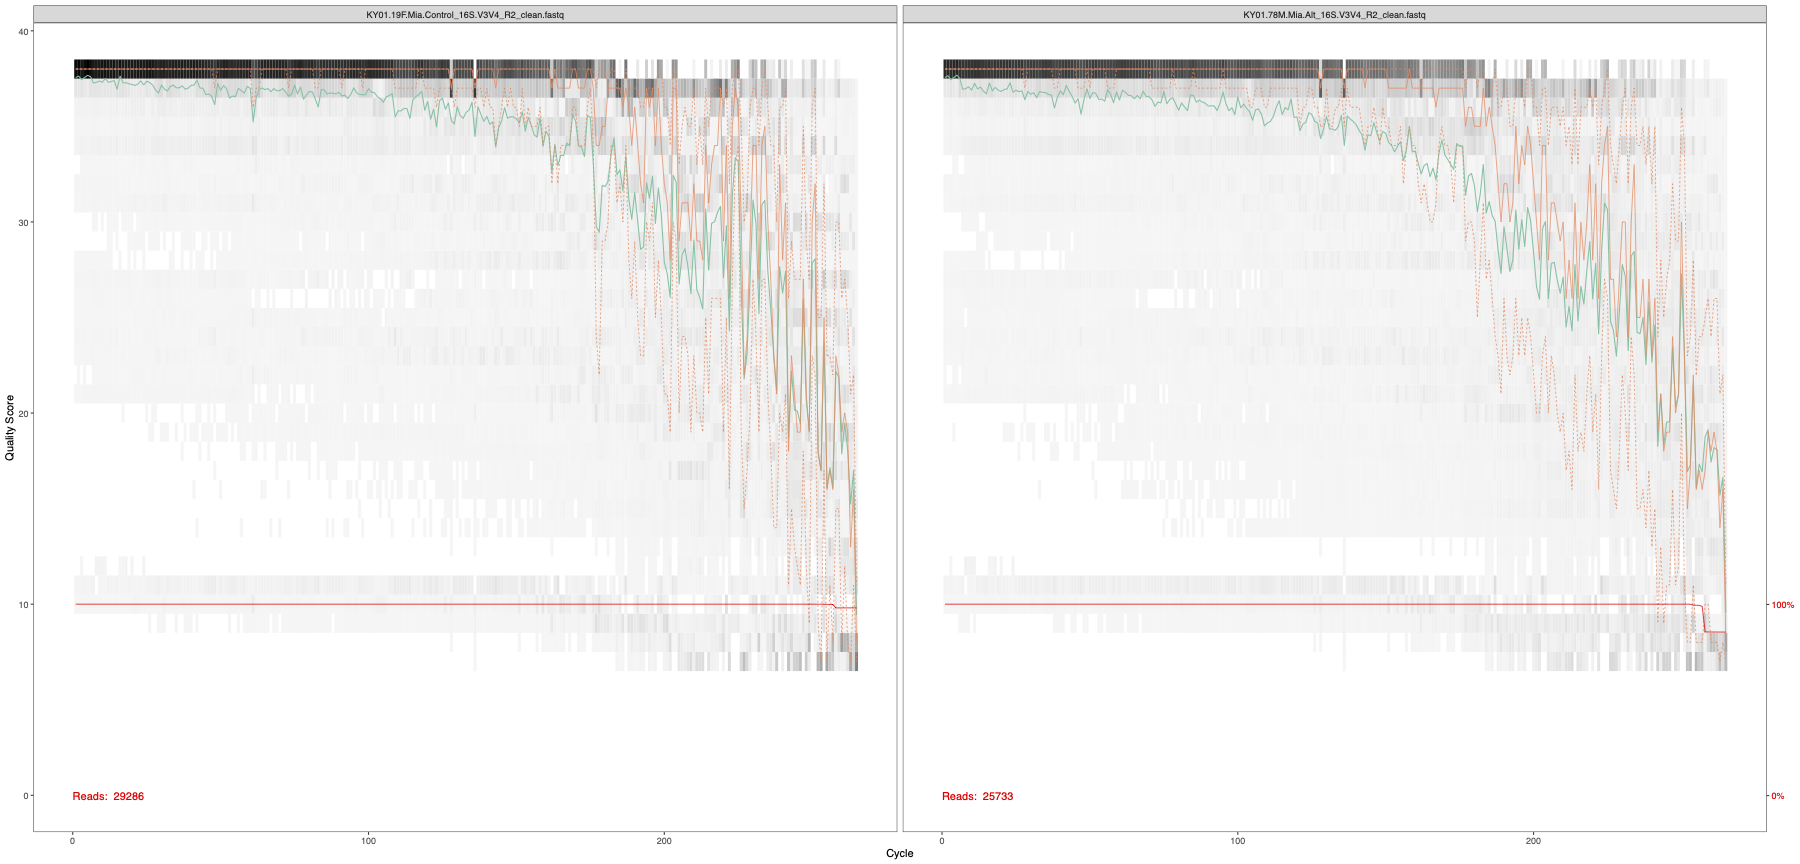 KY01.19F.Mia.Control_16S.V3V4_R2_clean.fastq
KY01.78M.Mia.Alt_16S.V3V4_R2_clean.fastq
40
30
20
10
0
Quality Score
Reads: 29286
Reads: 25733
100%
0%
0
100
200
0
100
200
Cycle